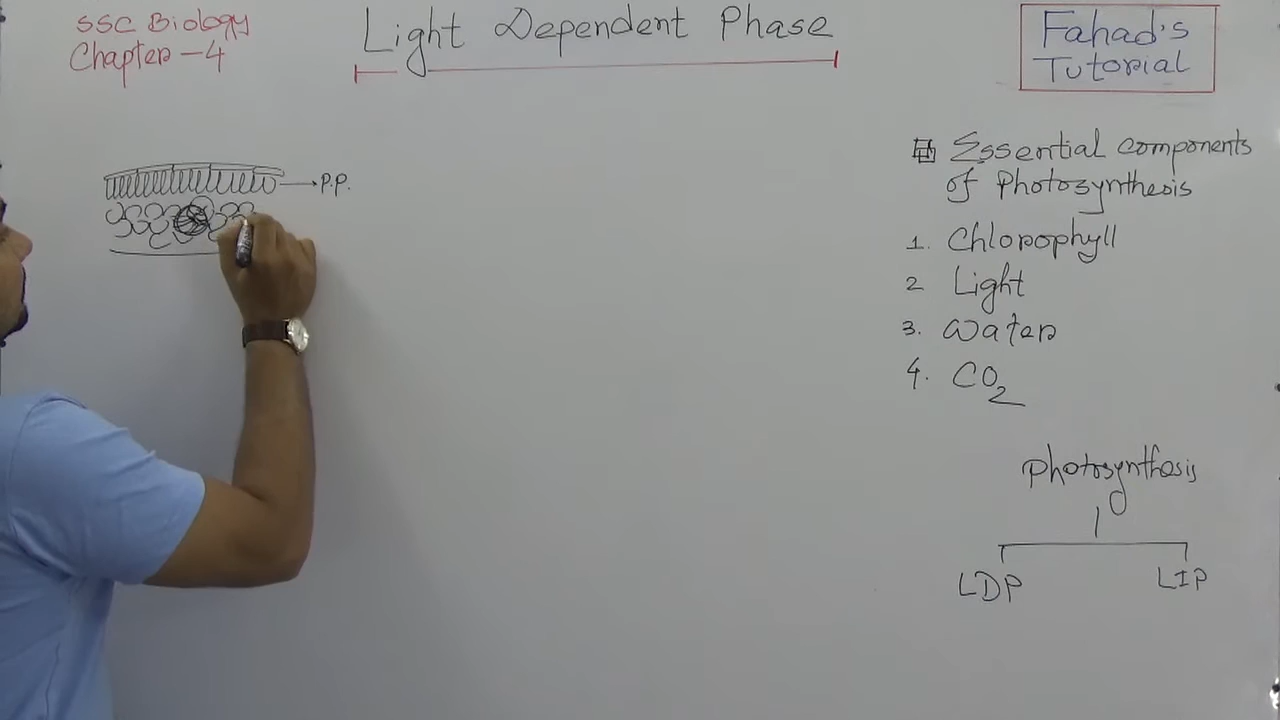 SSC Biology
Chapter-4
Light Dependent Phase
Fahad's
Tutorial
P.P.
Essential components
of Photosynthesis
1. Chlorophyll
2 Light
3. Water
4. CO2
Photosynthesis
LDP LIP